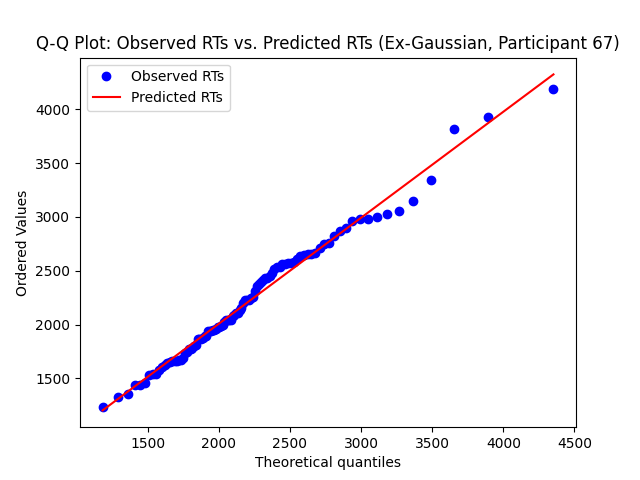 Q-Q Plot: Observed RTs vs. Predicted RTs (Ex-Gaussian, Participant 67)
Observed RTs
Predicted RTs
Ordered Values
4000
3500
3000
2500
2000
1500
1500 2000 2500 3000 3500 4000 4500
Theoretical quantiles